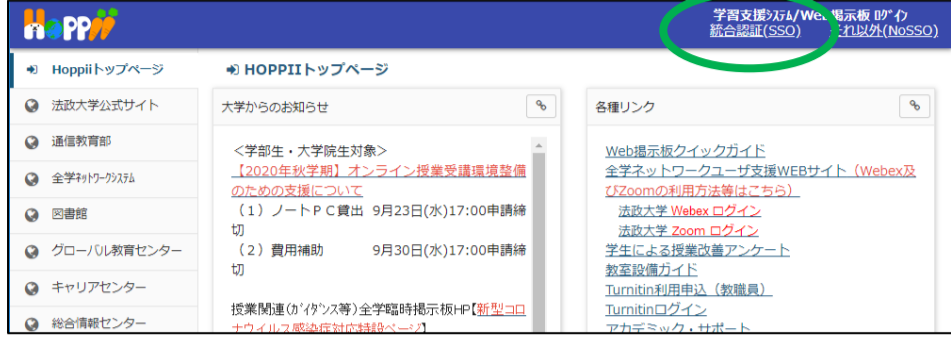 Hoppii
学習支援ｼｽﾃﾑ/Web掲示板 ﾛｸﾞｲﾝ
統合認証(SSO)
それ以外(NoSSO)
Hoppiiトップページ
法政大学公式サイト
通信教育部
全学ﾈｯﾄﾜｰｸｼｽﾃﾑ
図書館
グローバル教育センター
キャリアセンター
総合情報センター
HOPPIIトップページ
大学からのお知らせ
＜学部生・大学院生対象＞
【2020年秋学期】オンライン授業受講環境整備
のための支援について
（１）ノートＰＣ貸出 9月23日(水)17:00申請締
切
（２）費用補助 9月30日(水)17:00申請締
切
授業関連(ｶﾞｲﾀﾞﾝｽ等)全学臨時掲示板HP【新型コロ
ナウイルス感染症対応特設ページ】
各種リンク
Web掲示板クイックガイド
全学ネットワークユーザ支援WEBサイト（Webex及
びZoomの利用方法等はこちら）
法政大学 Webex ログイン
法政大学 Zoom ログイン
学生による授業改善アンケート
教室設備ガイド
Turnitin利用申込（教職員）
Turnitinログイン
アカデミック・サポート